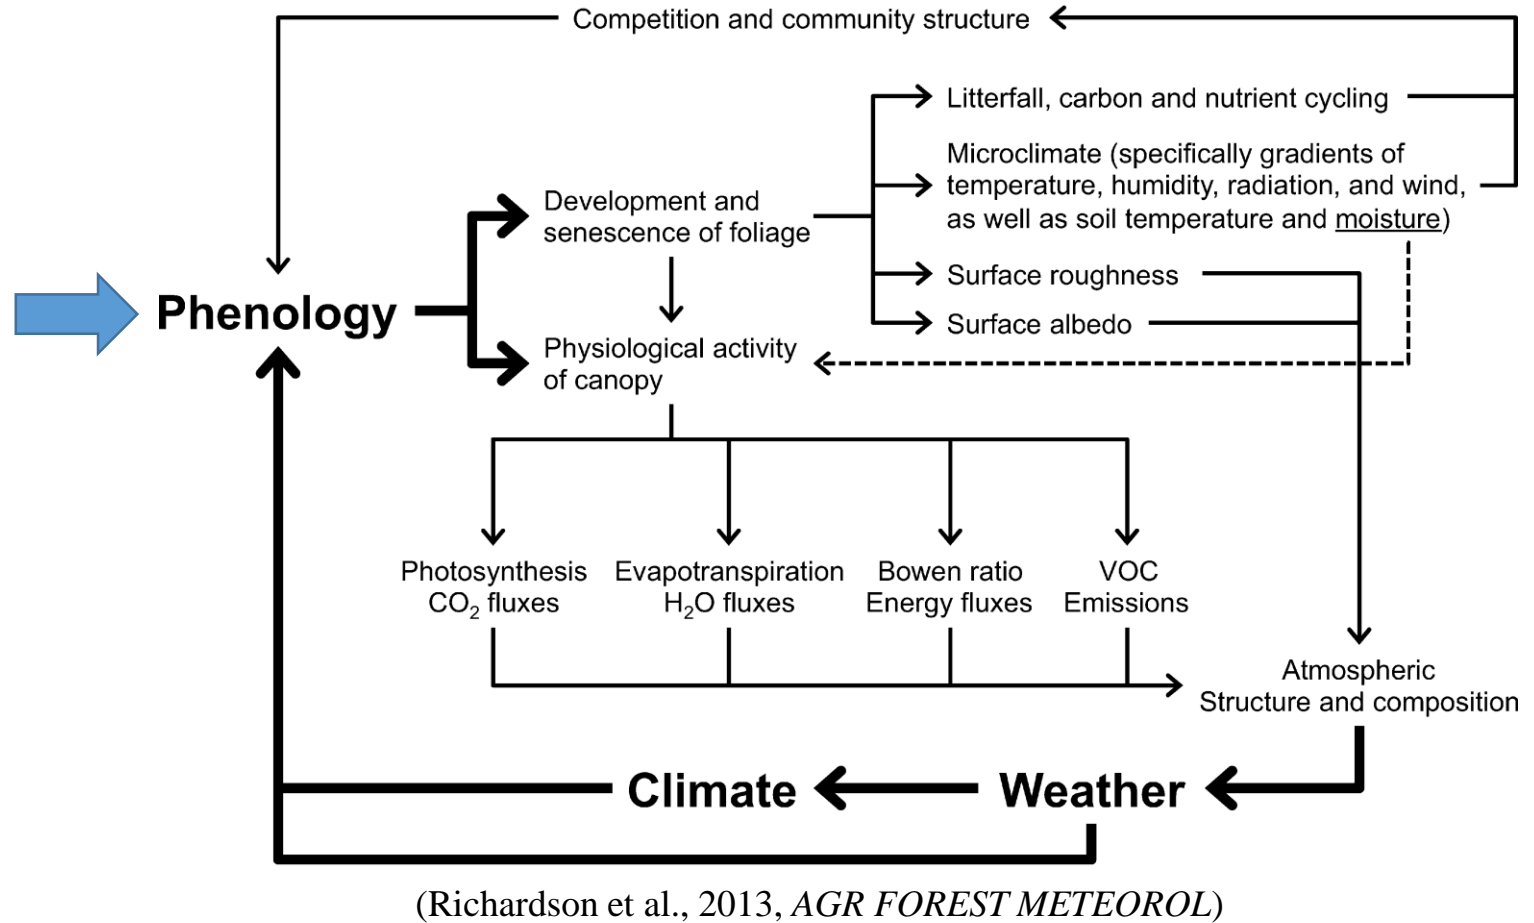 Competition and community structure
Litterfall, carbon and nutrient cycling
Microclimate (specifically gradients of
temperature, humidity, radiation, and wind,
as well as soil temperature and moisture)
Development and
senescence of foliage
Surface roughness
Phenology
Surface albedo
Physiological activity
of canopy
Photosynthesis
CO₂ fluxes
Evapotranspiration
H₂O fluxes
Bowen ratio
Energy fluxes
VOC
Emissions
Atmospheric
Structure and composition
Climate
Weather
(Richardson et al., 2013, AGR FOREST METEOROL)